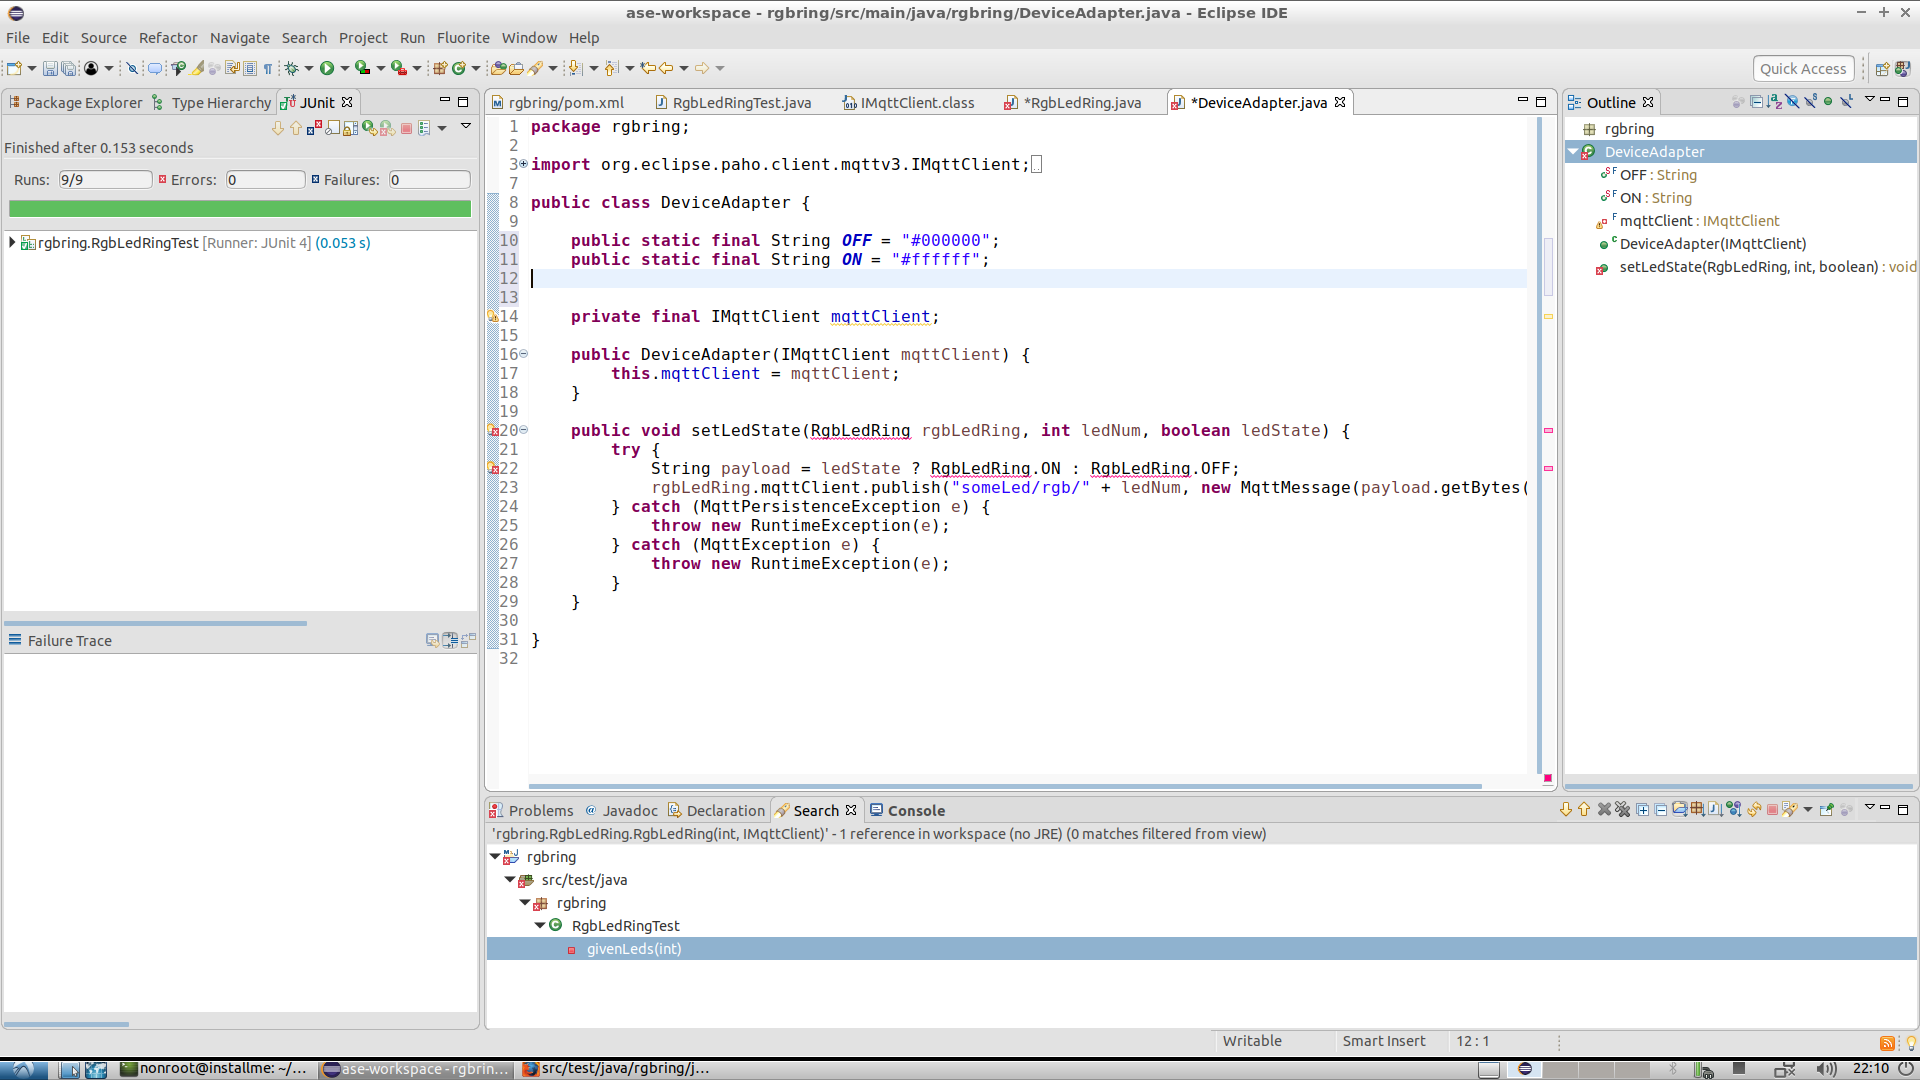 ase-workspace - rgbring/src/main/java/rgbring/DeviceAdapter.java - Eclipse IDE
File Edit Source Refactor Navigate Search Project Run Fluorite Window Help
Quick Access
Package Explorer Type Hierarchy JUnit
Finished after 0.153 seconds
Runs: 9/9 Errors: 0 Failures: 0
rgbring.RgbLedRingTest [Runner: JUnit 4] (0.053 s)
Failure Trace
rgbring/pom.xml RgbLedRingTest.java IMqttClient.class *RgbLedRing.java *DeviceAdapter.java
1 package rgbring;
2
3 import org.eclipse.paho.client.mqttv3.IMqttClient;
7
8 public class DeviceAdapter {
9
10 public static final String OFF = "#000000";
11 public static final String ON = "#ffffff";
12
13
14 private final IMqttClient mqttClient;
15
16 public DeviceAdapter(IMqttClient mqttClient) {
17 this.mqttClient = mqttClient;
18 }
19
20 public void setLedState(RgbLedRing rgbLedRing, int ledNum, boolean ledState) {
21 try {
22 String payload = ledState ? RgbLedRing.ON : RgbLedRing.OFF;
23 rgbLedRing.mqttClient.publish("someLed/rgb/" + ledNum, new MqttMessage(payload.getBytes(
24 } catch (MqttPersistenceException e) {
25 throw new RuntimeException(e);
26 } catch (MqttException e) {
27 throw new RuntimeException(e);
28 }
29 }
30
31 }
32
Outline
rgbring
DeviceAdapter
OFF : String
ON : String
mqttClient : IMqttClient
DeviceAdapter(IMqttClient)
setLedState(RgbLedRing, int, boolean) : void
Problems Javadoc Declaration Search Console
'rgbring.RgbLedRing.RgbLedRing(int, IMqttClient)' - 1 reference in workspace (no JRE) (0 matches filtered from view)
rgbring
src/test/java
rgbring
RgbLedRingTest
givenLeds(int)
Writable Smart Insert 12 : 1
nonroot@installme: ~/... ase-workspace - rgbrin... src/test/java/rgbring/j... 22:10